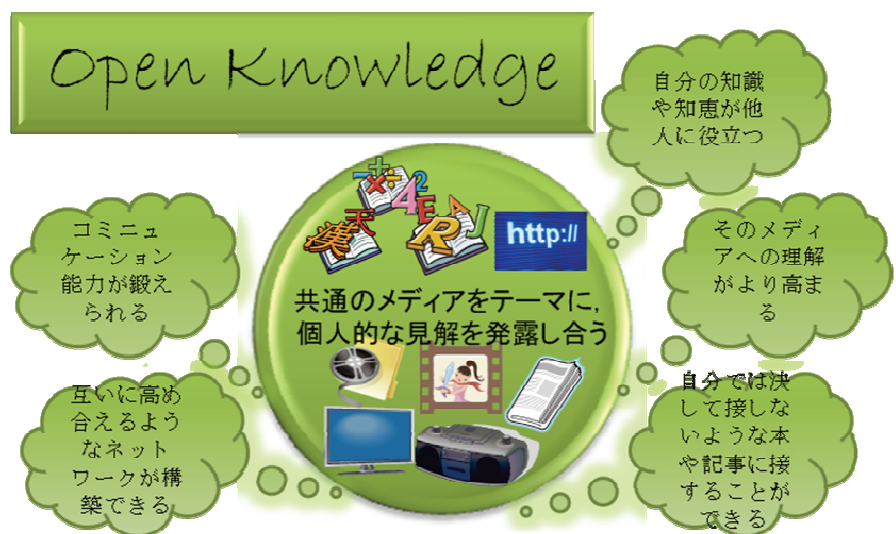 Open Knowledge
自分の知識
や知恵が他
人に役立つ
コミニュ
ケーション
能力が鍛え
られる
そのメディ
アへの理解
がより高ま
る
http://
共通のメディアをテーマに,
個人的な見解を発露し合う
互いに高め
合えるよう
なネット
ワークが構
築できる
自分では決
して接しな
いような本
や記事に接
することが
できる
漢
天
4
2
E
R
A
J
+
-
×
÷